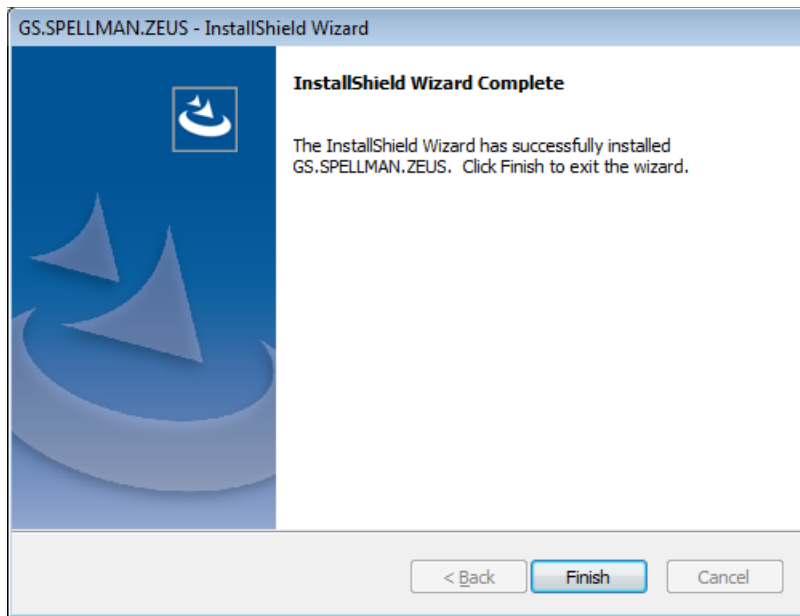 GS.SPELLMAN.ZEUS - InstallShield Wizard
InstallShield Wizard Complete
The InstallShield Wizard has successfully installed
GS.SPELLMAN.ZEUS. Click Finish to exit the wizard.
< Back
Finish
Cancel